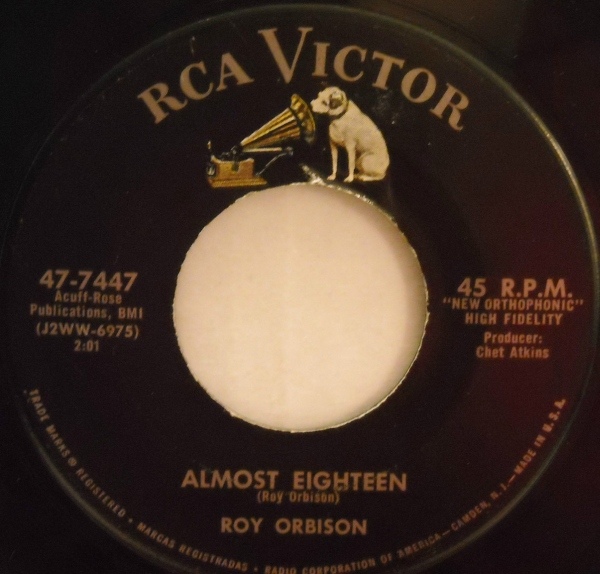 RCA VICTOR
47-7447
Acuff-Rose
Publications, BMI
(J2WW-6975)
2:01
45 R.P.M.
"NEW ORTHOPHONIC"
HIGH FIDELITY
Producer:
Chet Atkins
ALMOST EIGHTEEN
(Roy Orbison)
ROY ORBISON
TRADE MARKS ® REGISTERED • MARCAS REGISTRADAS • RADIO CORPORATION OF AMERICA—CAMDEN, N.J.—MADE IN U.S.A.